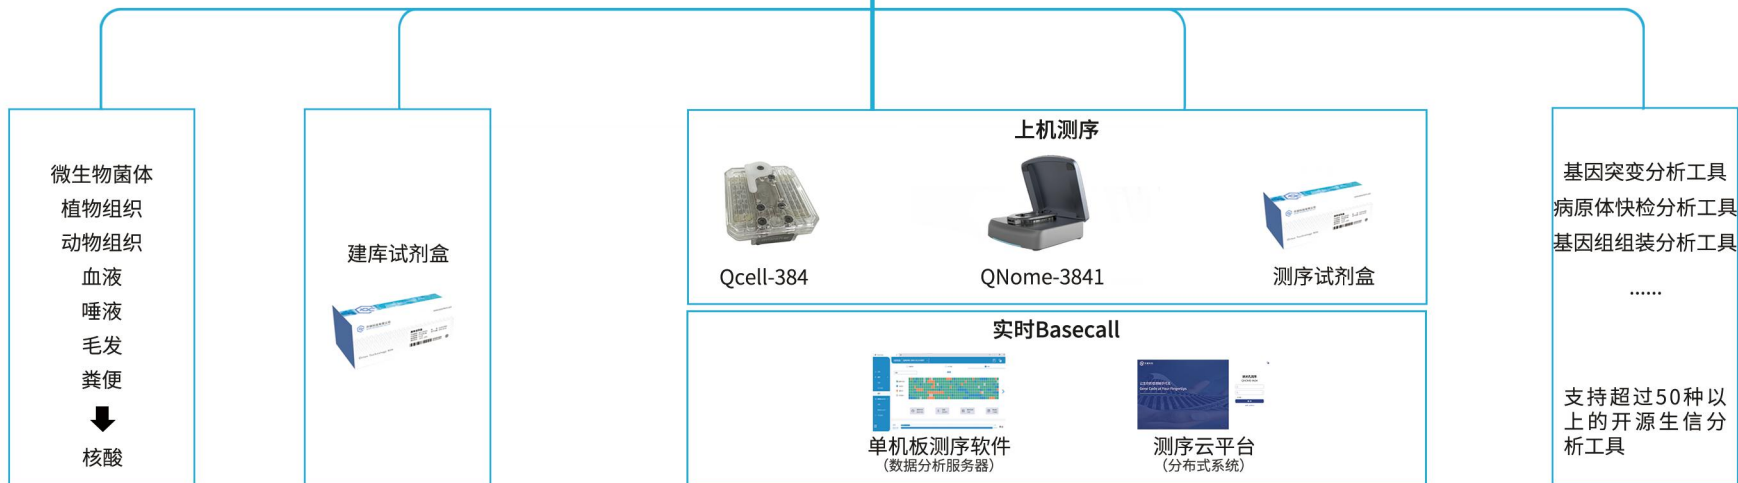 微生物菌体
植物组织
动物组织
血液
唾液
毛发
粪便
核酸
建库试剂盒
上机测序
Qcell-384
QNome-3841
测序试剂盒
实时Basecall
单机板测序软件
（数据分析服务器）
测序云平台
（分布式系统）
基因突变分析工具
病原体快检分析工具
基因组组装分析工具
......
支持超过50种以
上的开源生信分
析工具